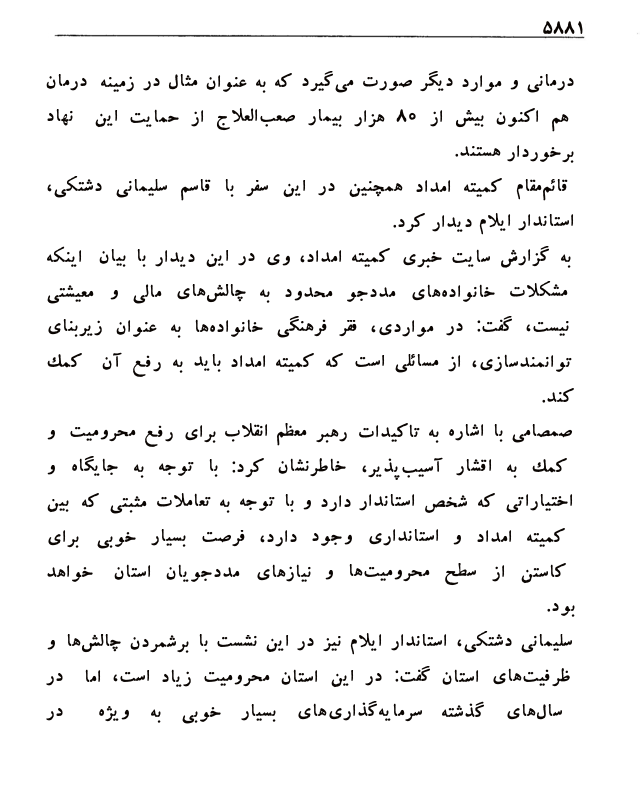 ۵۸۸۱
درمانی و موارد دیگر صورت می‌گیرد که به عنوان مثال در زمینه درمان
هم اکنون بیش از ۸۰ هزار بیمار صعب‌العلاج از حمایت این نهاد
برخوردار هستند.
قائم‌مقام کمیته امداد همچنین در این سفر با قاسم سلیمانی دشتکی،
استاندار ایلام دیدار کرد.
به گزارش سایت خبری کمیته امداد، وی در این دیدار با بیان اینکه
مشکلات خانواده‌های مددجو محدود به چالش‌های مالی و معیشتی
نیست، گفت: در مواردی، فقر فرهنگی خانواده‌ها به عنوان زیربنای
توانمندسازی، از مسائلی است که کمیته امداد باید به رفع آن کمك
کند.
صمصامی با اشاره به تاکیدات رهبر معظم انقلاب برای رفع محرومیت و
کمك به اقشار آسیب‌پذیر، خاطرنشان کرد: با توجه به جایگاه و
اختیاراتی که شخص استاندار دارد و با توجه به تعاملات مثبتی که بین
کمیته امداد و استانداری وجود دارد، فرصت بسیار خوبی برای
کاستن از سطح محرومیت‌ها و نیازهای مددجویان استان خواهد
بود.
سلیمانی دشتکی، استاندار ایلام نیز در این نشست با برشمردن چالش‌ها و
ظرفیت‌های استان گفت: در این استان محرومیت زیاد است، اما در
سال‌های گذشته سرمایه‌گذاری‌های بسیار خوبی به ویژه در